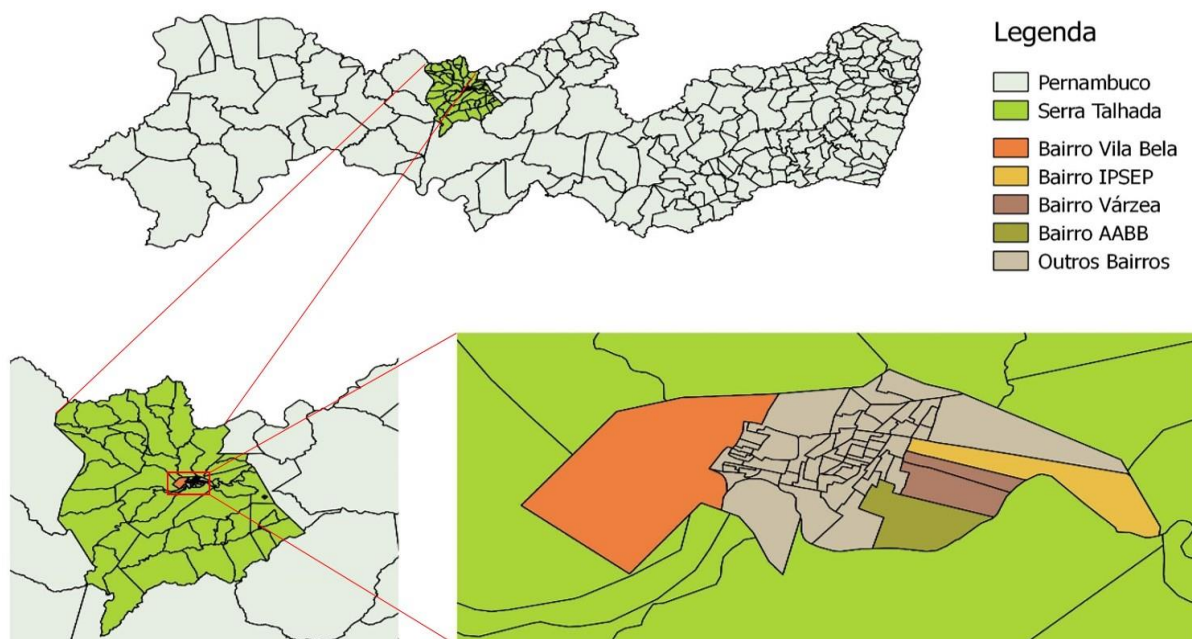 Legenda
Pernambuco
Serra Talhada
Bairro Vila Bela
Bairro IPSEP
Bairro Várzea
Bairro AABB
Outros Bairros